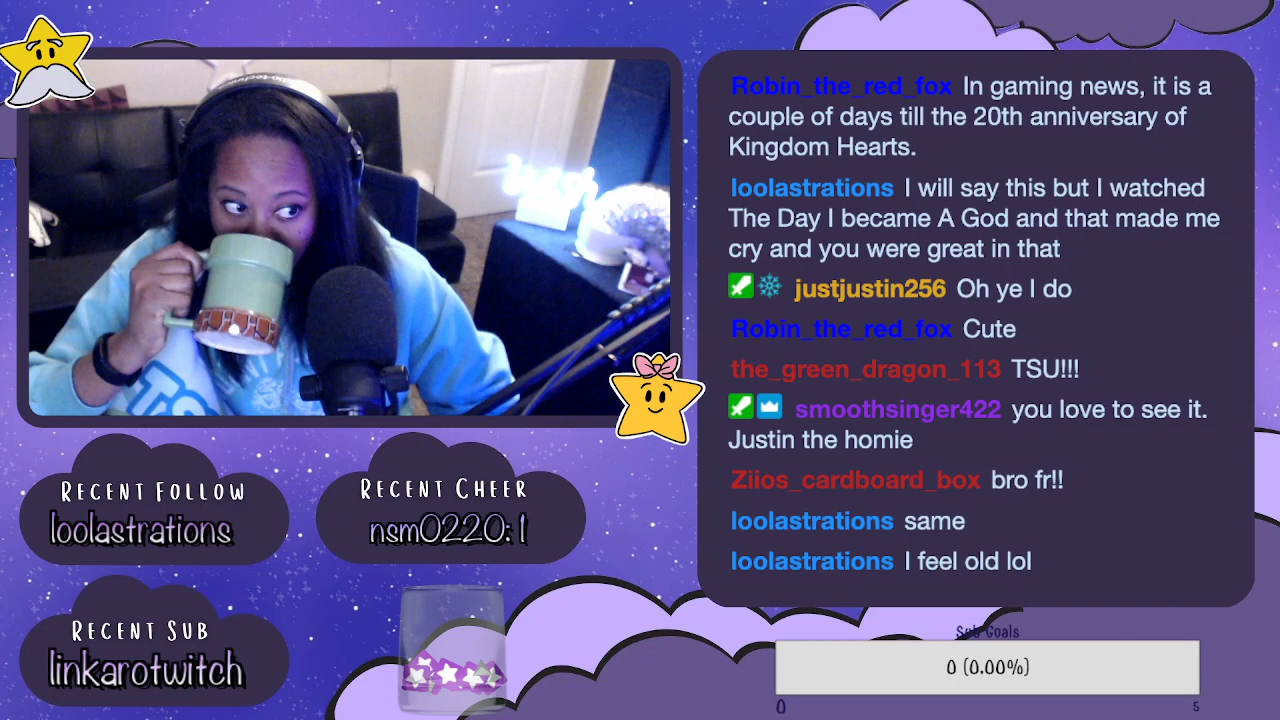 Robin_the_red_fox In gaming news, it is a
couple of days till the 20th anniversary of
Kingdom Hearts.
loolastrations I will say this but I watched
The Day I became A God and that made me
cry and you were great in that
justjustin256 Oh ye I do
Robin_the_red_fox Cute
the_green_dragon_113 TSU!!!
smoothsinger422 you love to see it.
Justin the homie
Ziios_cardboard_box bro fr!!
loolastrations same
loolastrations I feel old lol
Recent Follow
loolastrations
Recent Cheer
nsm0220: 1
Recent Sub
linkarotwitch
Sub Goals
0 (0.00%)
0
5